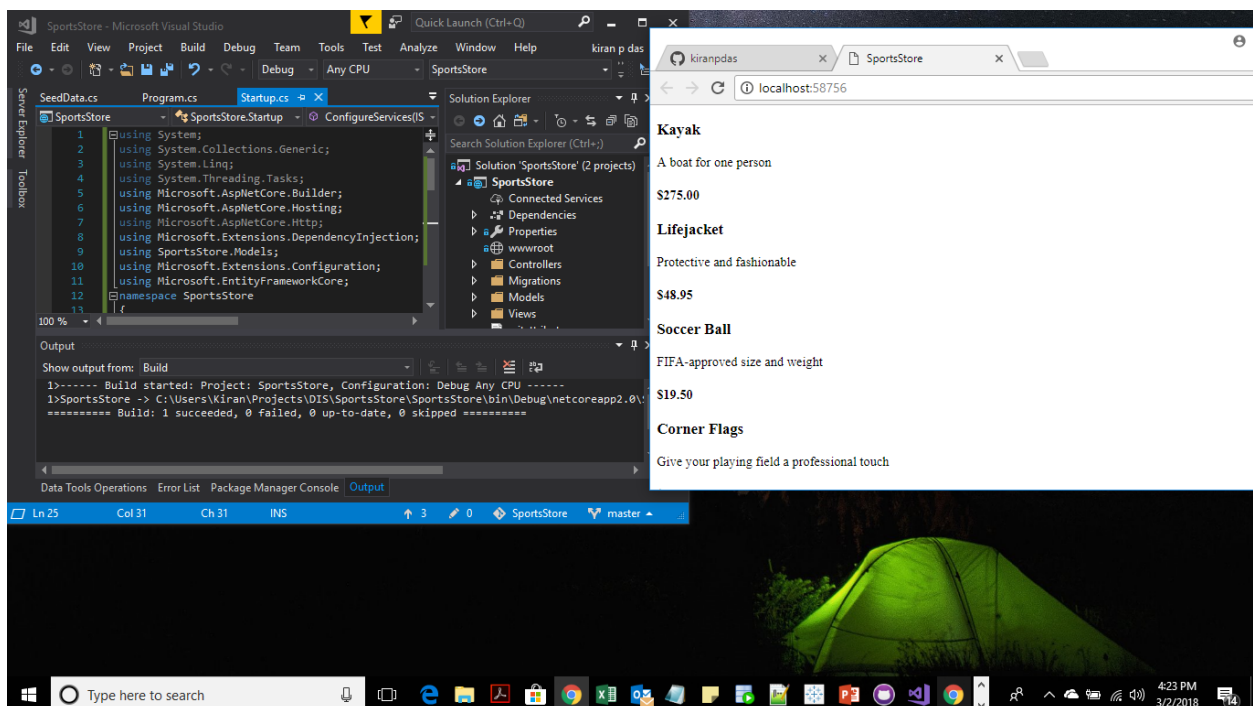 SportsStore - Microsoft Visual Studio
Quick Launch (Ctrl+Q)
File Edit View Project Build Debug Team Tools Test Analyze Window Help kiran p das
Debug Any CPU SportsStore
Server Explorer
Toolbox
SeedData.cs Program.cs Startup.cs
SportsStore SportsStore.Startup ConfigureServices(IS
1 using System;
2 using System.Collections.Generic;
3 using System.Linq;
4 using System.Threading.Tasks;
5 using Microsoft.AspNetCore.Builder;
6 using Microsoft.AspNetCore.Hosting;
7 using Microsoft.AspNetCore.Http;
8 using Microsoft.Extensions.DependencyInjection;
9 using SportsStore.Models;
10 using Microsoft.Extensions.Configuration;
11 using Microsoft.EntityFrameworkCore;
12 namespace SportsStore
13 {
100 %
Solution Explorer
Search Solution Explorer (Ctrl+;)
Solution 'SportsStore' (2 projects)
SportsStore
Connected Services
Dependencies
Properties
wwwroot
Controllers
Migrations
Models
Views
Output
Show output from: Build
1>------ Build started: Project: SportsStore, Configuration: Debug Any CPU ------
1>SportsStore -> C:\Users\Kiran\Projects\DIS\SportsStore\SportsStore\bin\Debug\netcoreapp2.0\
========== Build: 1 succeeded, 0 failed, 0 up-to-date, 0 skipped ==========
Data Tools Operations Error List Package Manager Console Output
Ln 25 Col 31 Ch 31 INS 3 0 SportsStore master
kiranpdas SportsStore
localhost:58756
Kayak
A boat for one person
$275.00
Lifejacket
Protective and fashionable
$48.95
Soccer Ball
FIFA-approved size and weight
$19.50
Corner Flags
Give your playing field a professional touch
Type here to search
4:23 PM
3/2/2018
14